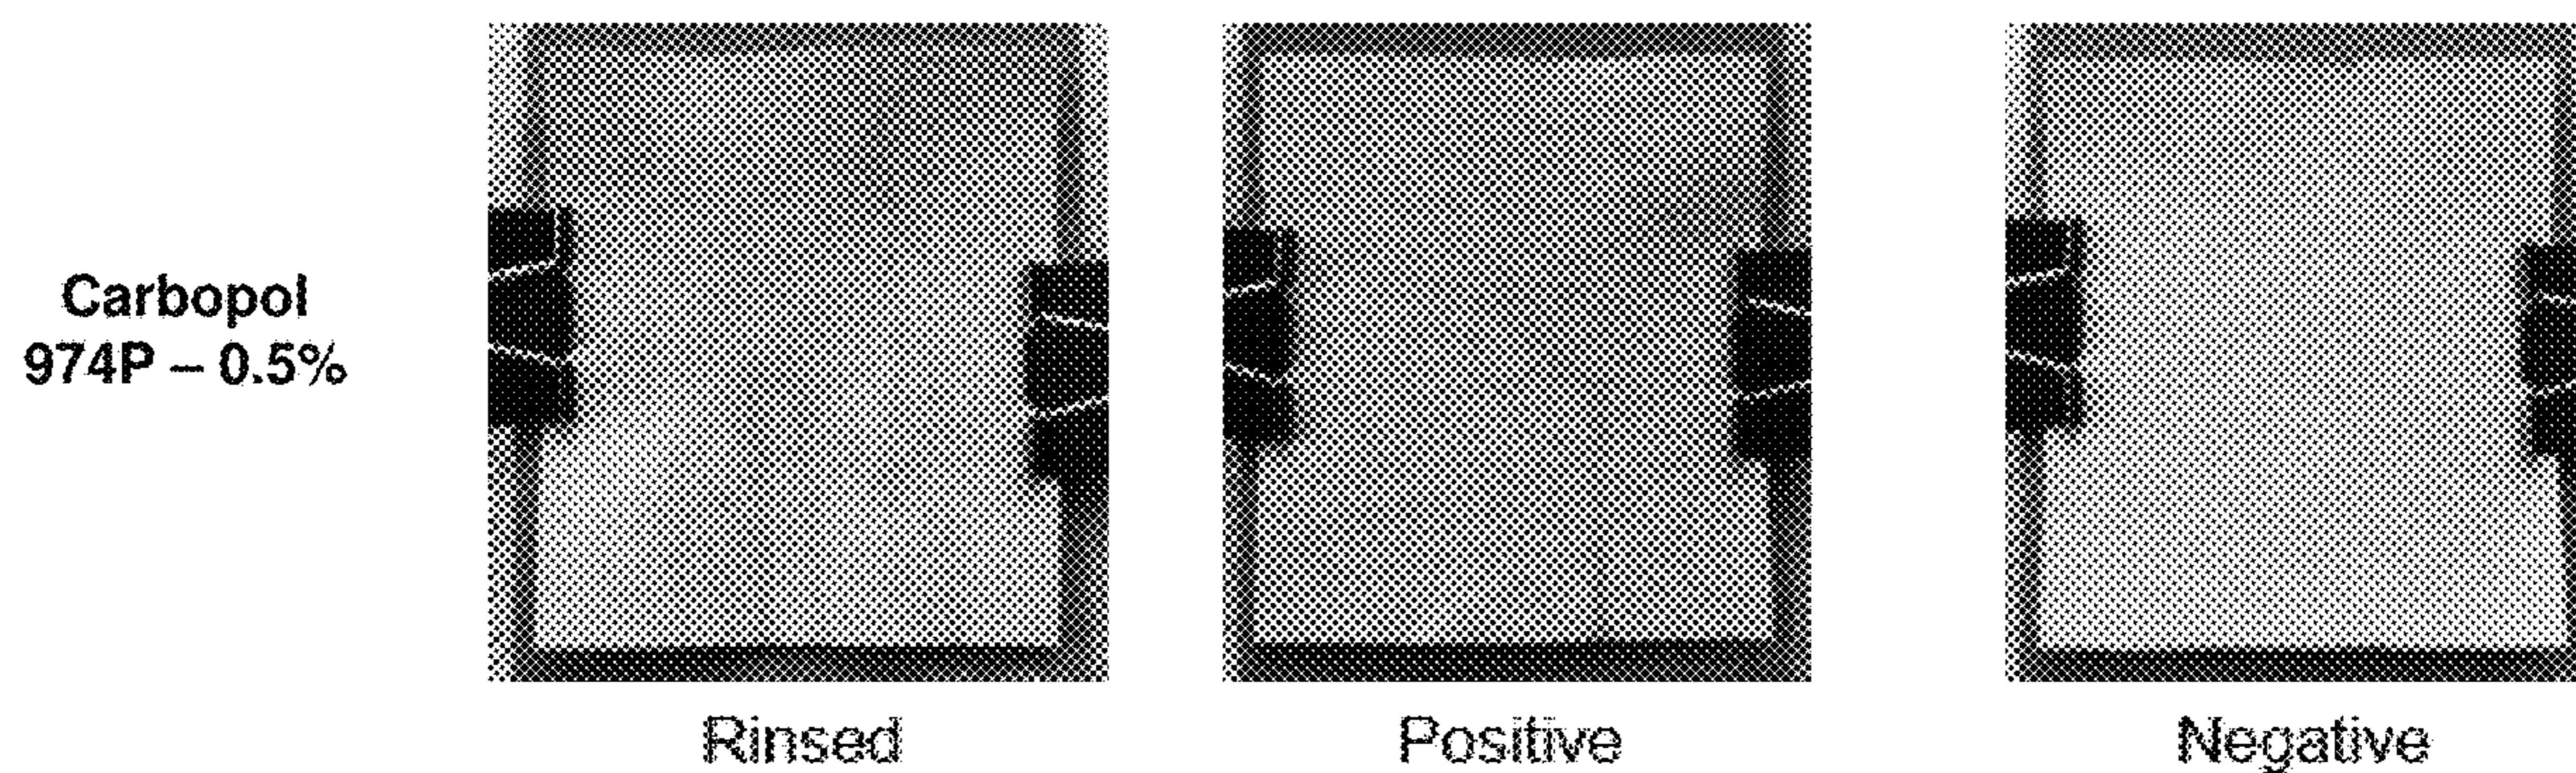 Carbopol
974P – 0.5%
Rinsed
Positive
Negative